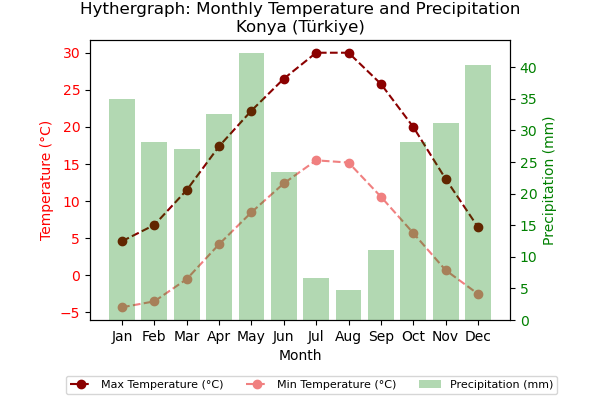 Hythergraph: Monthly Temperature and Precipitation
Konya (Türkiye)
30
25
20
15
10
5
0
−5
Temperature (°C)
40
35
30
25
20
15
10
5
0
Precipitation (mm)
Jan Feb Mar Apr May Jun Jul Aug Sep Oct Nov Dec
Month
Max Temperature (°C) Min Temperature (°C) Precipitation (mm)